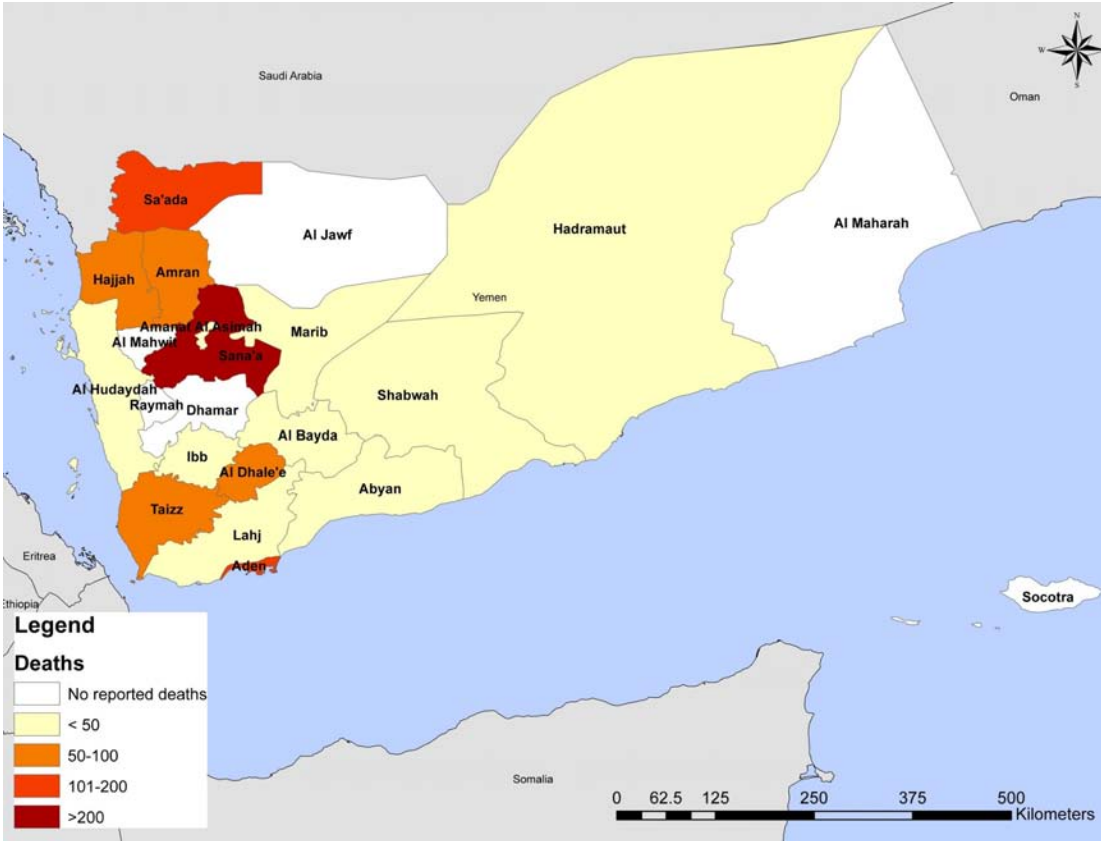 N
W
S
Saudi Arabia
Oman
Sa'ada
Al Jawf
Hadramaut
Al Maharah
Hajjah
Amran
Yemen
Amanat Al Asimah
Marib
Al Mahwit
Sana'a
Al Hudaydah
Raymah
Dhamar
Shabwah
Al Bayda
Ibb
Al Dhale'e
Abyan
Taizz
Lahj
Aden
Eritrea
Ethiopia
Socotra
Somalia
Legend
Deaths
No reported deaths
< 50
50-100
101-200
>200
0 62.5 125 250 375 500
Kilometers